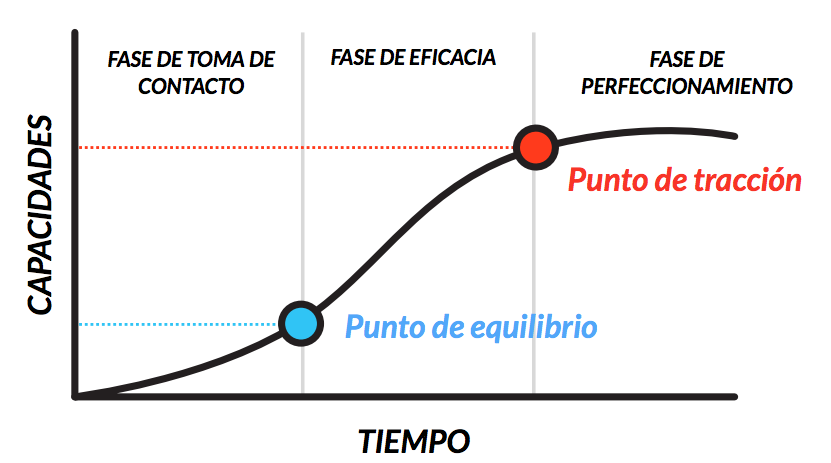 FASE DE TOMA DE
CONTACTO
FASE DE EFICACIA
FASE DE
PERFECCIONAMIENTO
CAPACIDADES
Punto de tracción
Punto de equilibrio
TIEMPO